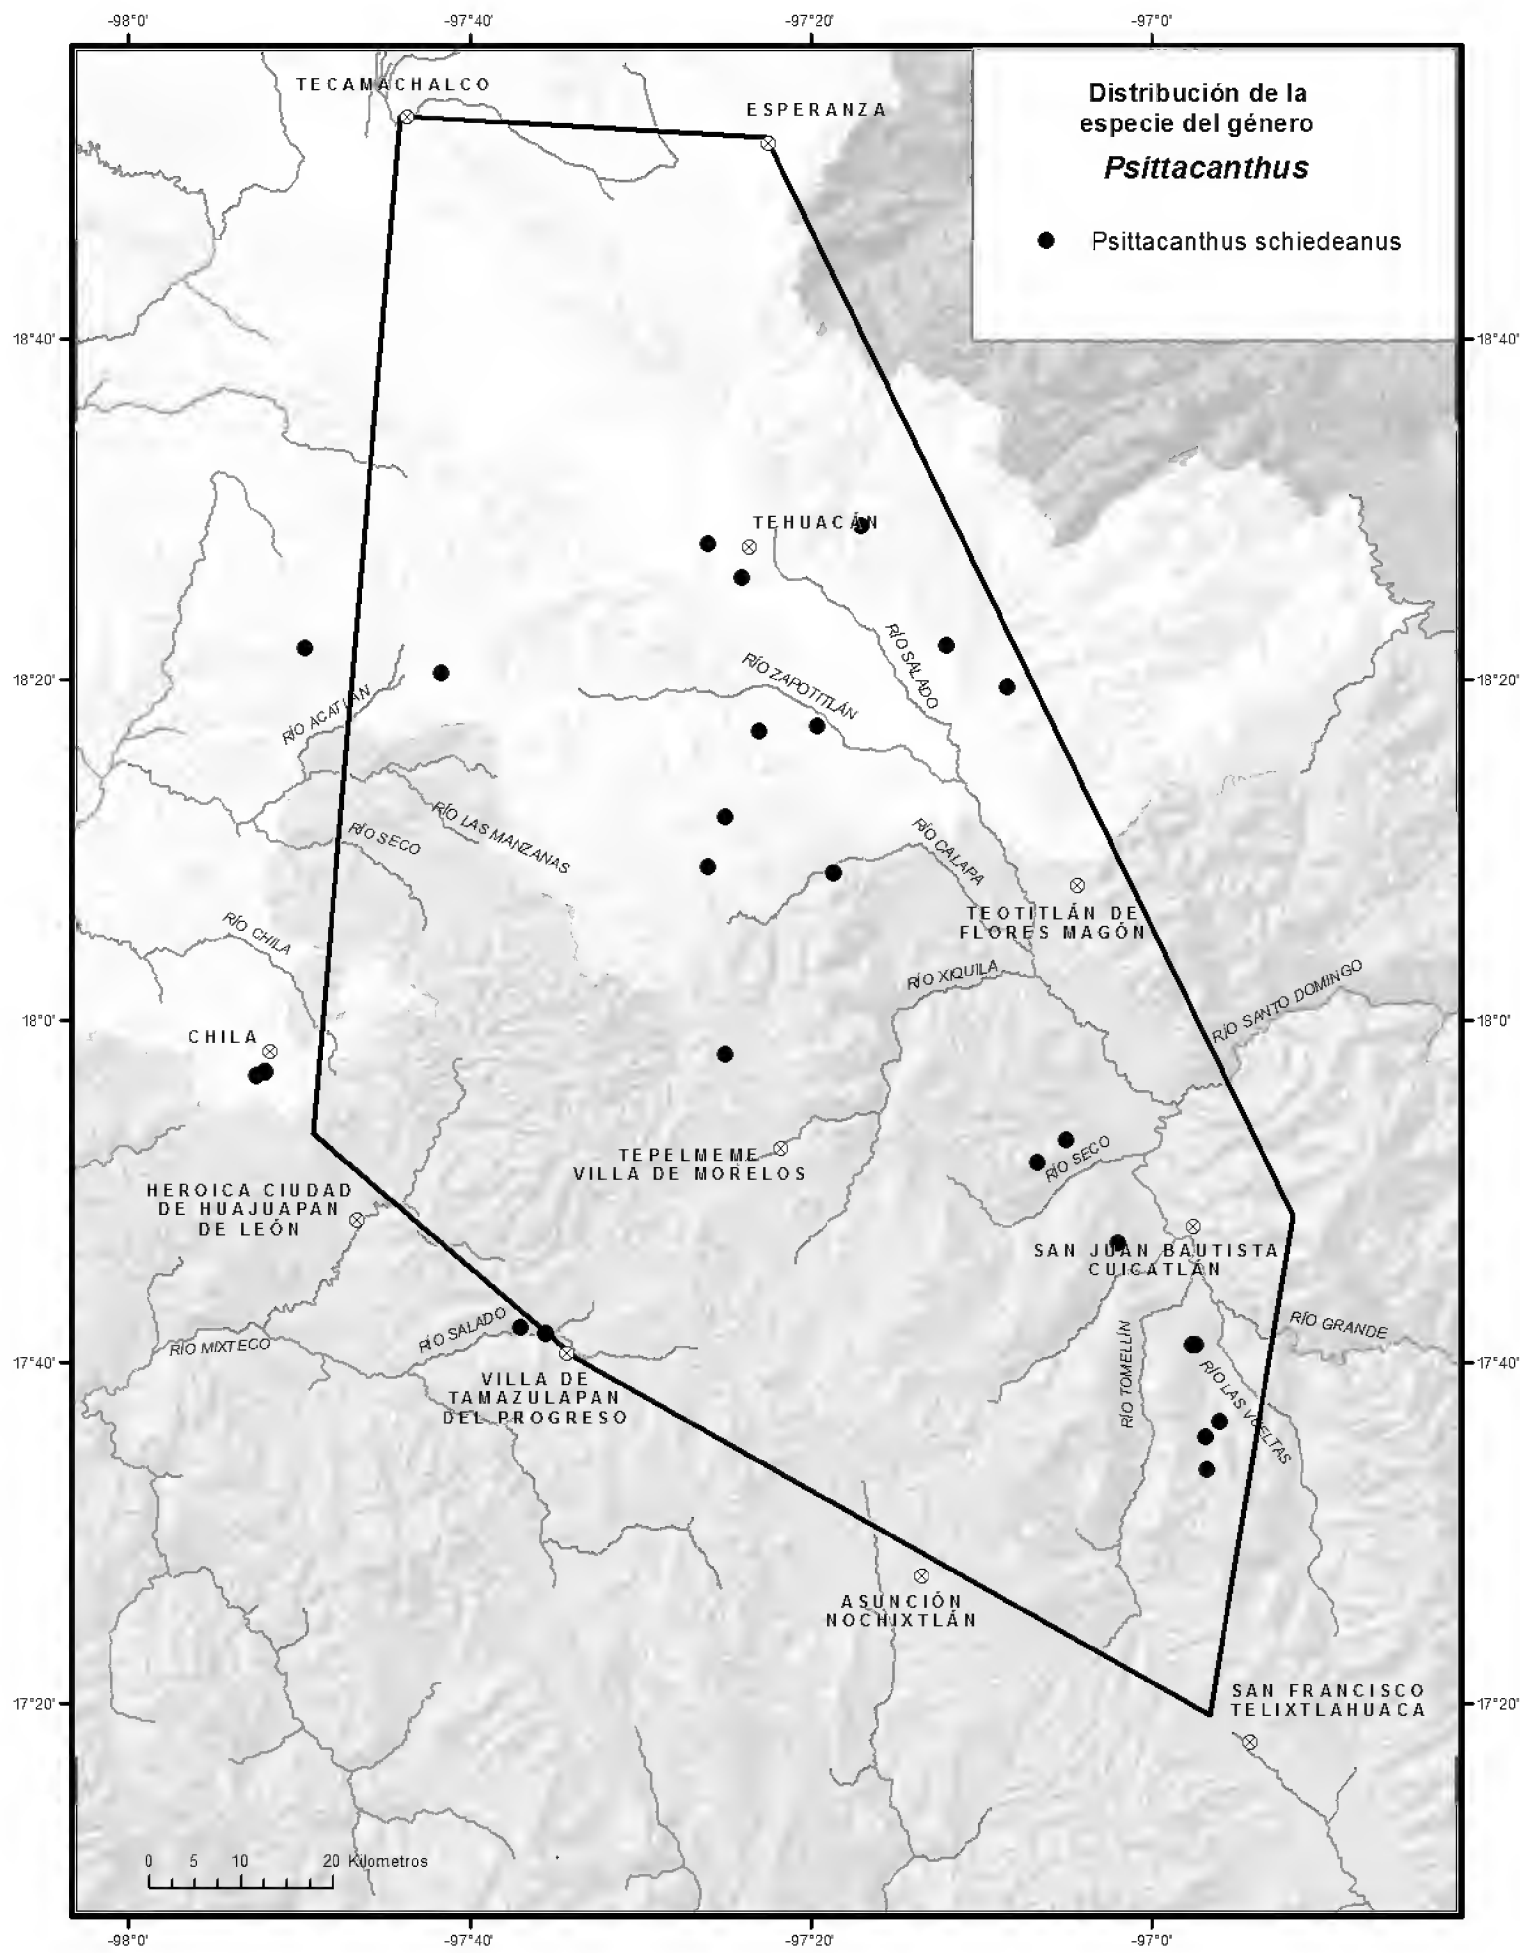 -98°0' -97°40' -97°20' -97°0'
TECAMACHALCO
ESPERANZA
Distribución de la
especie del género
Psittacanthus
Psittacanthus schiedeanus
18°40' 18°40'
TEHUACÁN
RÍO SALADO
RÍO ZAPOTITLÁN
18°20' 18°20'
RÍO ACATLÁN
RÍO LAS MANZANAS
RÍO SECO
RÍO CALAPA
TEOTITLÁN DE
FLORES MAGÓN
RÍO CHILA
RÍO XIQUILA
RÍO SANTO DOMINGO
18°0' 18°0'
CHILA
TEPELMEME
VILLA DE MORELOS
RÍO SECO
HEROICA CIUDAD
DE HUAJUAPAN
DE LEÓN
SAN JUAN BAUTISTA
CUICATLÁN
RÍO GRANDE
RÍO SALADO
RÍO MIXTECO
17°40' 17°40'
RÍO TOMELLÍN
RÍO LAS VUELTAS
VILLA DE
TAMAZULAPAN
DEL PROGRESO
ASUNCIÓN
NOCHIXTLÁN
SAN FRANCISCO
TELIXTLAHUACA
17°20' 17°20'
0 5 10 20 Kilometros
-98°0' -97°40' -97°20' -97°0'